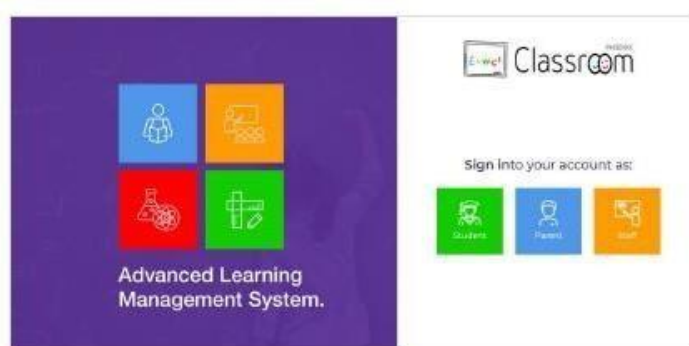 Advanced Learning
Management System.
Classroom
Sign into your account as:
Student
Parent
Staff